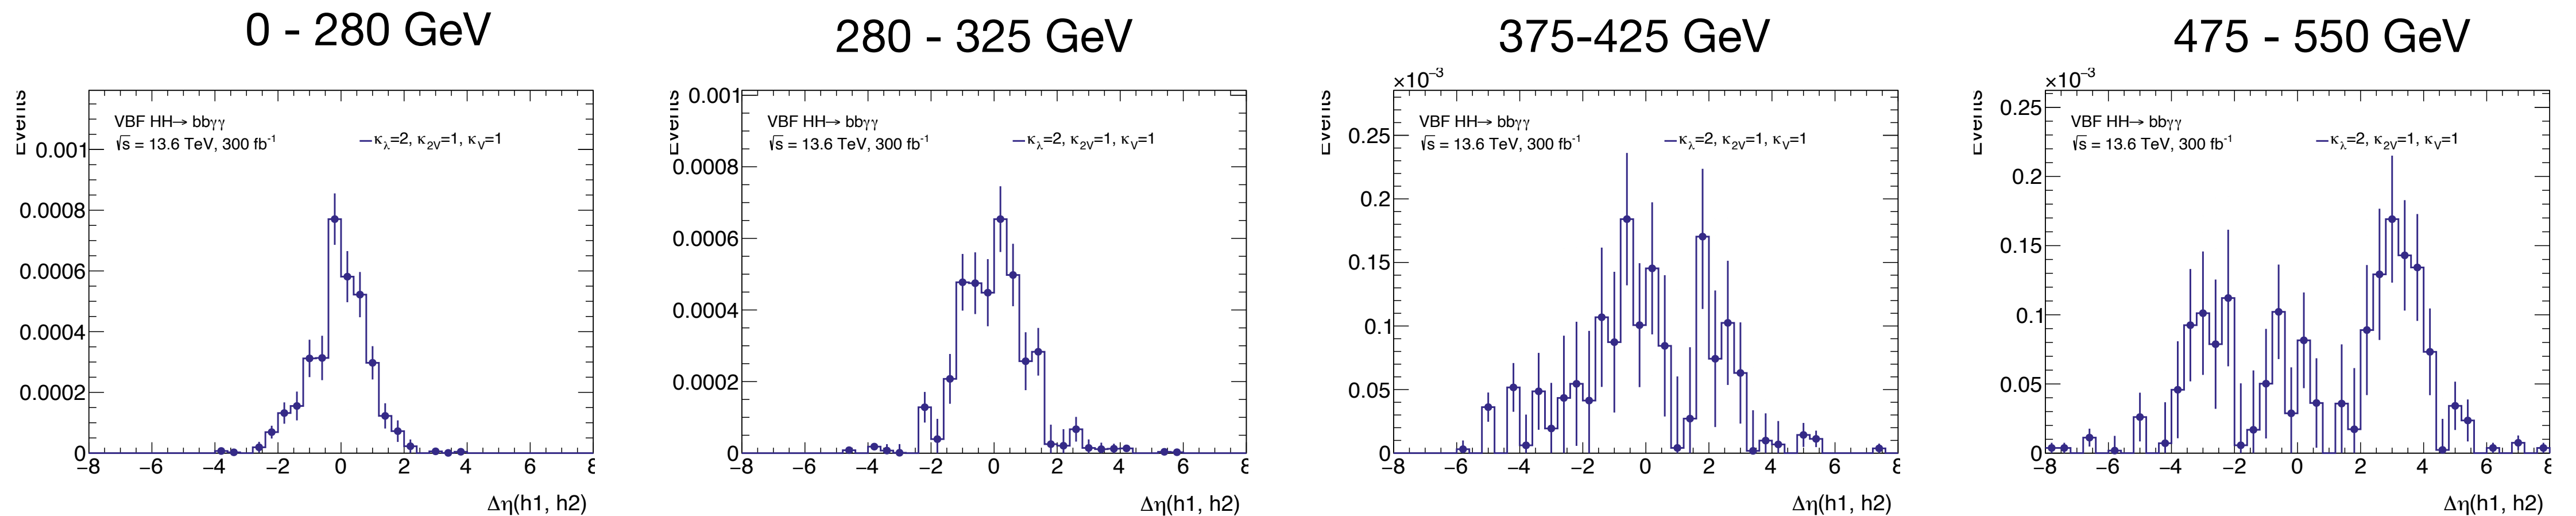 0 - 280 GeV
280 - 325 GeV
375-425 GeV
475 - 550 GeV
Events
VBF HH→ bbγγ
√s = 13.6 TeV, 300 fb⁻¹
κλ=2, κ2V=1, κV=1
0.001
0.0008
0.0006
0.0004
0.0002
0
−8 −6 −4 −2 0 2 4 6 8
Δη(h1, h2)
Events
VBF HH→ bbγγ
√s = 13.6 TeV, 300 fb⁻¹
κλ=2, κ2V=1, κV=1
0.001
0.0008
0.0006
0.0004
0.0002
0
−8 −6 −4 −2 0 2 4 6 8
Δη(h1, h2)
×10⁻³
Events
VBF HH→ bbγγ
√s = 13.6 TeV, 300 fb⁻¹
κλ=2, κ2V=1, κV=1
0.25
0.2
0.15
0.1
0.05
0
−8 −6 −4 −2 0 2 4 6 8
Δη(h1, h2)
×10⁻³
Events
VBF HH→ bbγγ
√s = 13.6 TeV, 300 fb⁻¹
κλ=2, κ2V=1, κV=1
0.25
0.2
0.15
0.1
0.05
0
−8 −6 −4 −2 0 2 4 6 8
Δη(h1, h2)